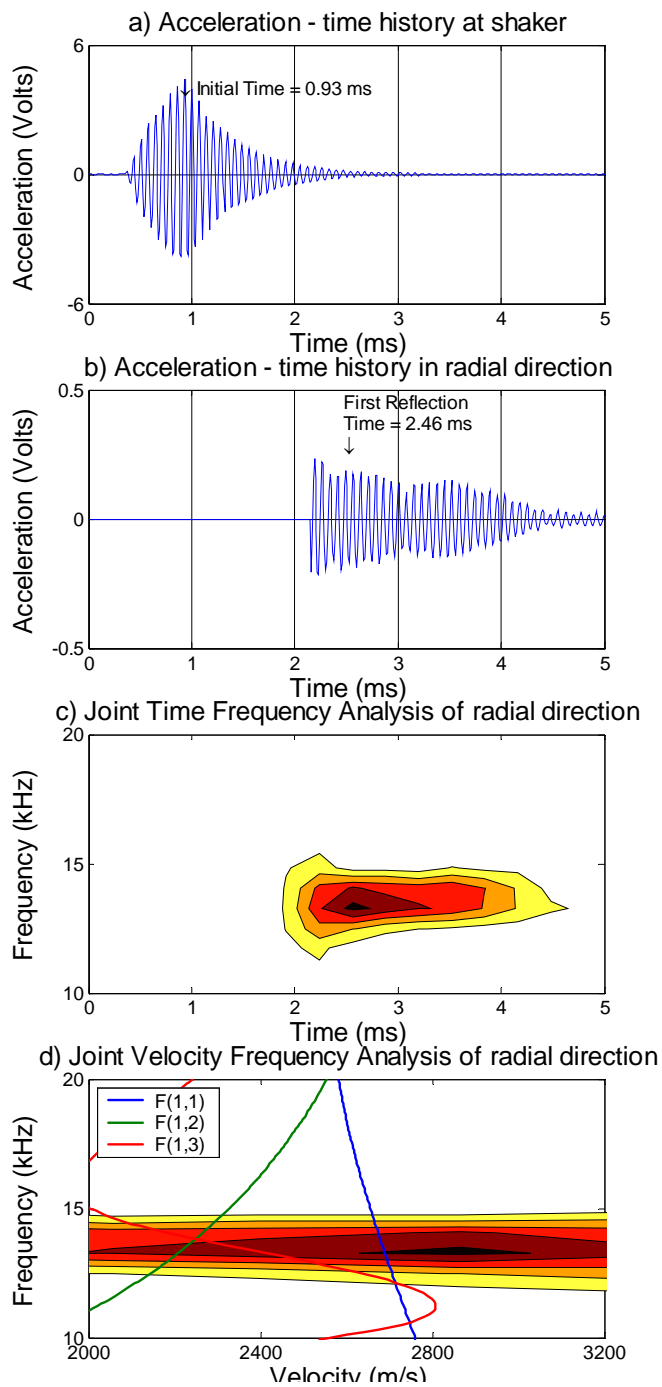 a) Acceleration - time history at shaker
6
Initial Time = 0.93 ms
Acceleration (Volts)
0
-6
0 1 2 3 4 5
Time (ms)
b) Acceleration - time history in radial direction
0.5
First Reflection
Time = 2.46 ms
Acceleration (Volts)
0
-0.5
0 1 2 3 4 5
Time (ms)
c) Joint Time Frequency Analysis of radial direction
20
Frequency (kHz)
15
10
0 1 2 3 4 5
Time (ms)
d) Joint Velocity Frequency Analysis of radial direction
20
F(1,1)
F(1,2)
F(1,3)
Frequency (kHz)
15
10
2000 2400 2800 3200
Velocity (m/s)